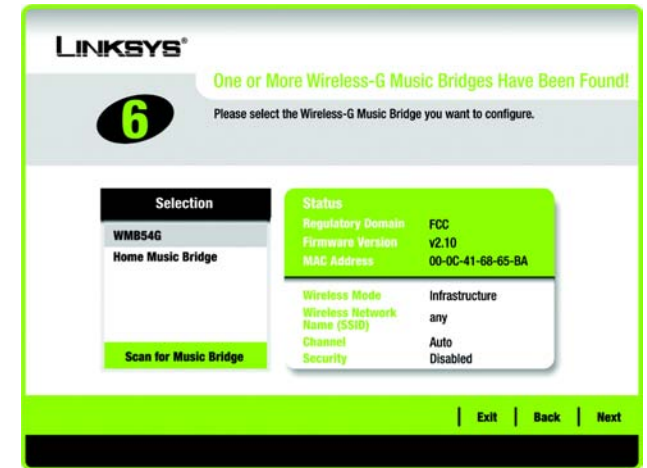 LINKSYS®
One or More Wireless-G Music Bridges Have Been Found!
6
Please select the Wireless-G Music Bridge you want to configure.
Selection
WMB54G
Home Music Bridge
Scan for Music Bridge
Status
Regulatory Domain FCC
Firmware Version v2.10
MAC Address 00-0C-41-68-65-BA
Wireless Mode Infrastructure
Wireless Network
Name (SSID) any
Channel Auto
Security Disabled
Exit Back Next